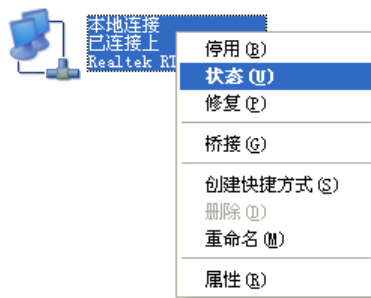 本地连接
已连接上
Realtek RT
停用(B)
状态(U)
修复(P)
桥接(G)
创建快捷方式(S)
删除(D)
重命名(M)
属性(R)